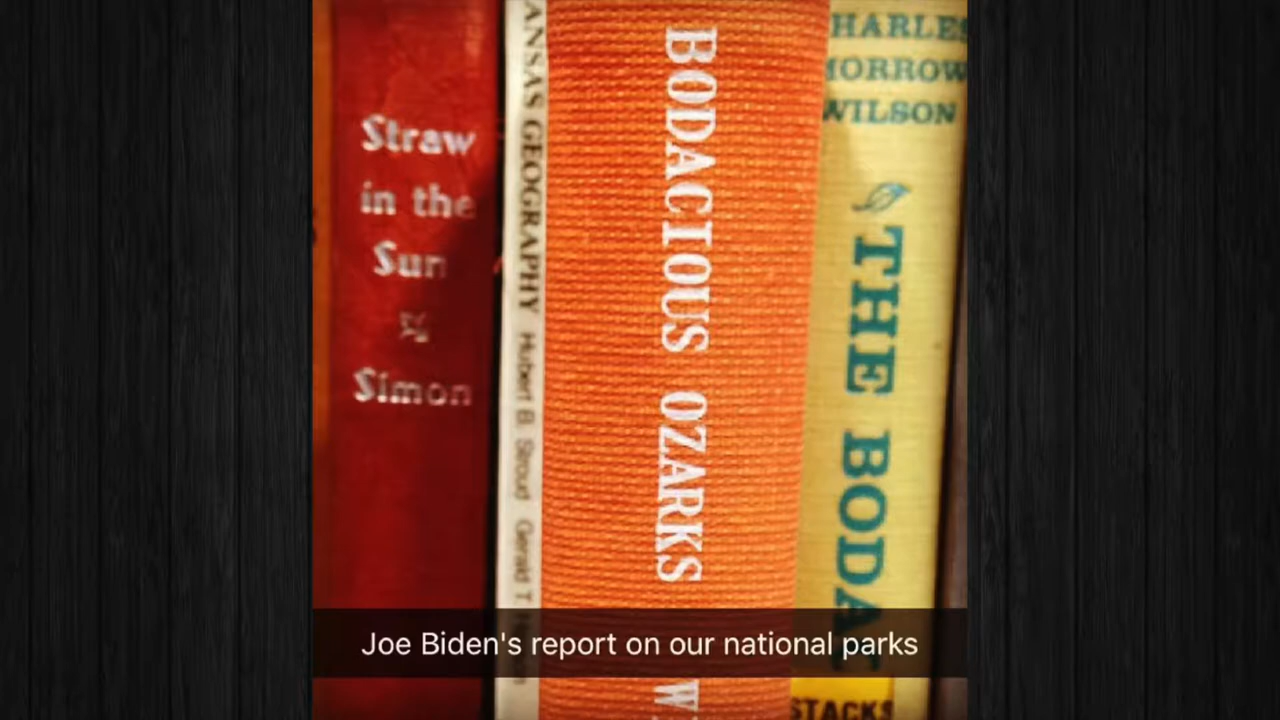 Straw
in the
Sun
Simon
ANSAS GEOGRAPHY Hubert B. Stroud Gerald T.
BODACIOUS OZARKS
HARLES
MORROW
WILSON
THE BODA
STACKS
Joe Biden's report on our national parks